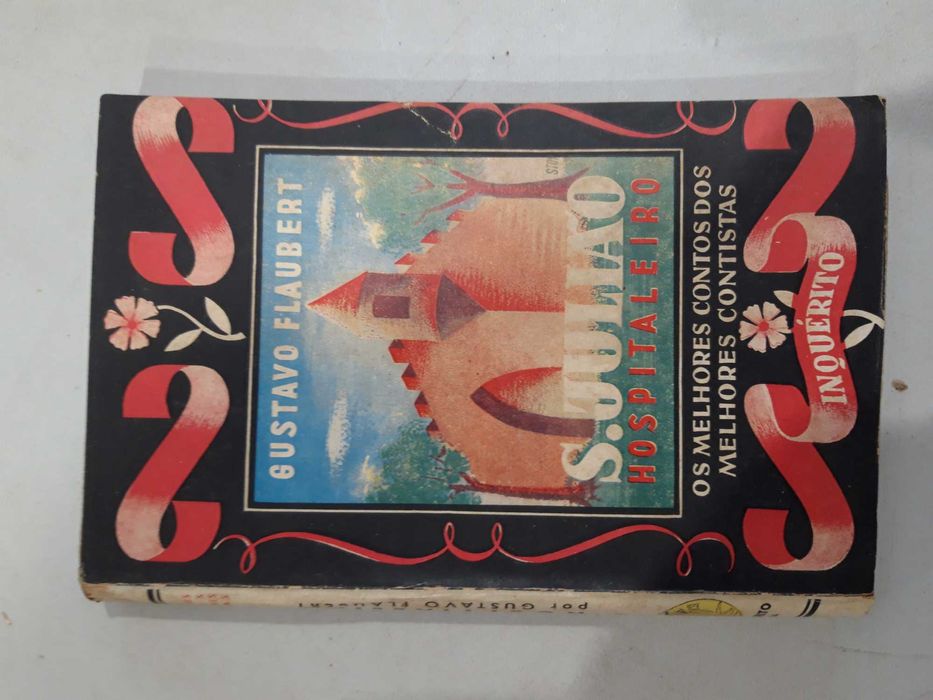 GUSTAVO FLAUBERT
S. JULIÃO
HOSPITALEIRO
OS MELHORES CONTOS DOS
MELHORES CONTISTAS
INQUÉRITO
por GUSTAVO FLAUBERT